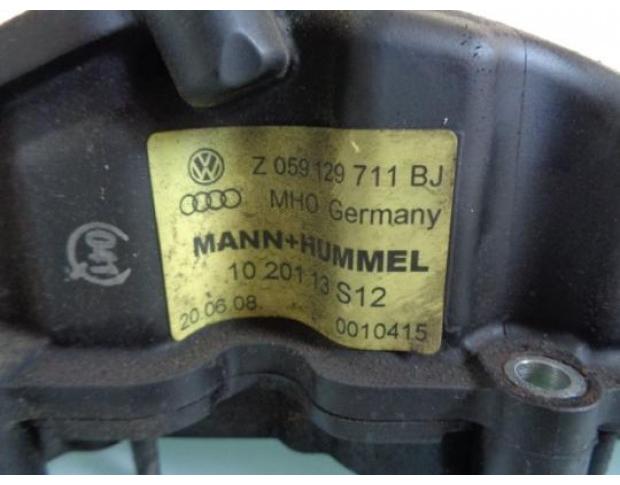 Z 059 129 711 BJ
MHO Germany
MANN+HUMMEL
10 201 13 S12
20.06.08.
0010415